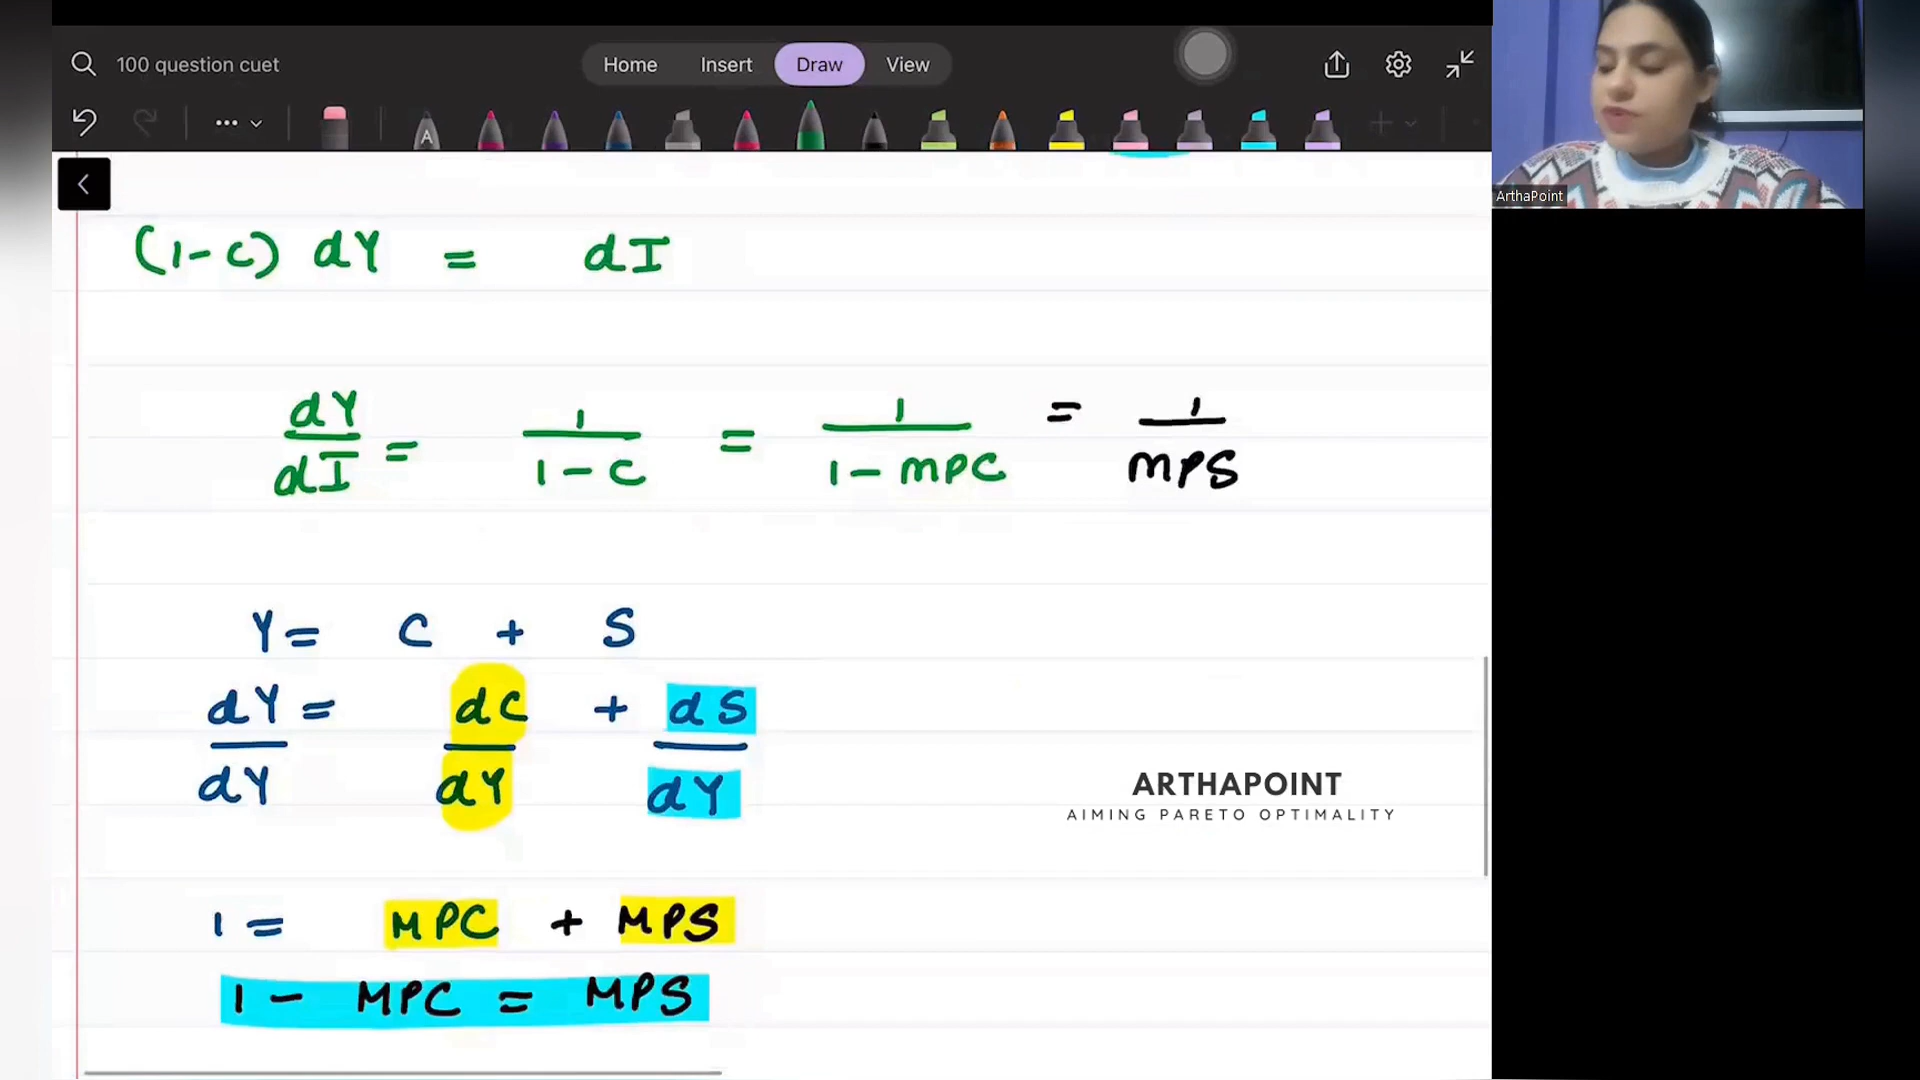 100 question cuet
Home Insert Draw View
A
ArthaPoint
(1-c) dY = dI
dY/dI = 1/1-c = 1/1-MPC = 1/MPS
Y = C + S
dY/dY = dC/dY + dS/dY
ARTHAPOINT
AIMING PARETO OPTIMALITY
1 = MPC + MPS
1 - MPC = MPS